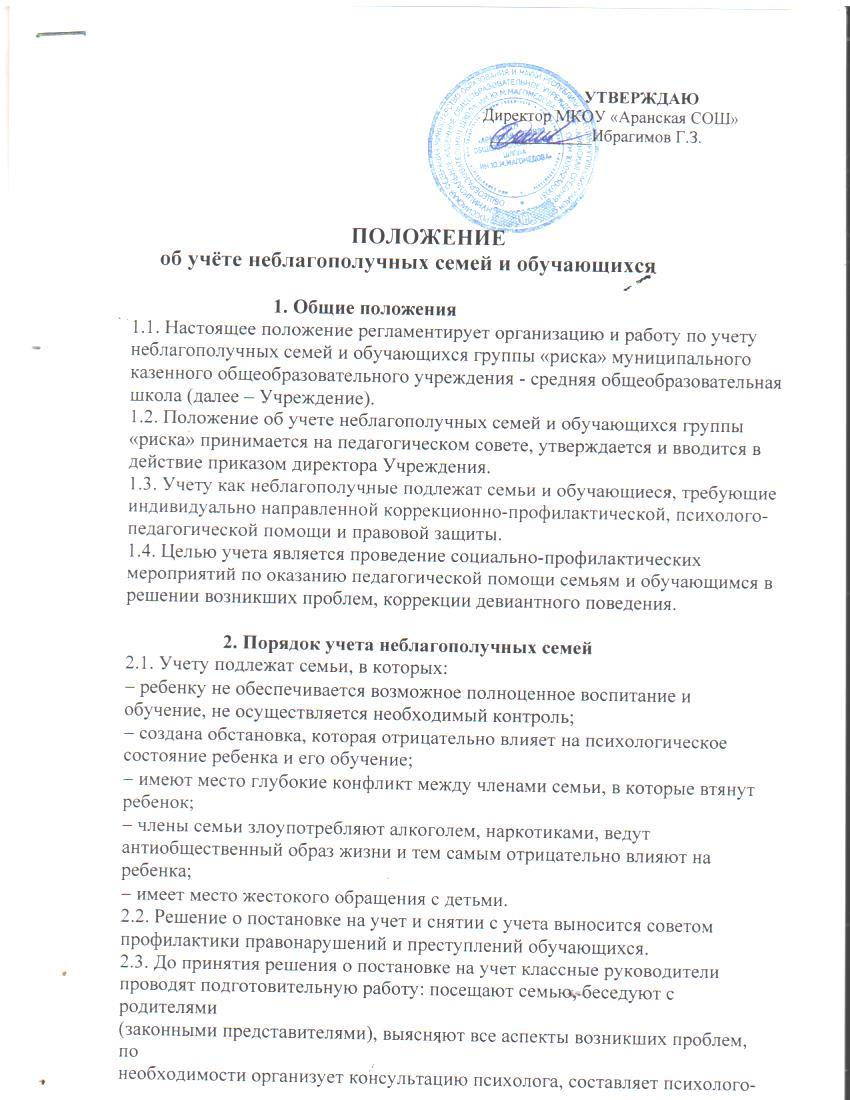 УТВЕРЖДАЮ
Директор МКОУ «Аранская СОШ»
Ибрагимов Г.З.
ПОЛОЖЕНИЕ
об учёте неблагополучных семей и обучающихся
1. Общие положения
1.1. Настоящее положение регламентирует организацию и работу по учету
неблагополучных семей и обучающихся группы «риска» муниципального
казенного общеобразовательного учреждения - средняя общеобразовательная
школа (далее – Учреждение).
1.2. Положение об учете неблагополучных семей и обучающихся группы
«риска» принимается на педагогическом совете, утверждается и вводится в
действие приказом директора Учреждения.
1.3. Учету как неблагополучные подлежат семьи и обучающиеся, требующие
индивидуально направленной коррекционно-профилактической, психолого-
педагогической помощи и правовой защиты.
1.4. Целью учета является проведение социально-профилактических
мероприятий по оказанию педагогической помощи семьям и обучающимся в
решении возникших проблем, коррекции девиантного поведения.
2. Порядок учета неблагополучных семей
2.1. Учету подлежат семьи, в которых:
– ребенку не обеспечивается возможное полноценное воспитание и
обучение, не осуществляется необходимый контроль;
– создана обстановка, которая отрицательно влияет на психологическое
состояние ребенка и его обучение;
– имеют место глубокие конфликт между членами семьи, в которые втянут
ребенок;
– члены семьи злоупотребляют алкоголем, наркотиками, ведут
антиобщественный образ жизни и тем самым отрицательно влияют на
ребенка;
– имеет место жестокого обращения с детьми.
2.2. Решение о постановке на учет и снятии с учета выносится советом
профилактики правонарушений и преступлений обучающихся.
2.3. До принятия решения о постановке на учет классные руководители
проводят подготовительную работу: посещают семью, беседуют с
родителями
(законными представителями), выясняют все аспекты возникших проблем,
по
необходимости организует консультацию психолога, составляет психолого-